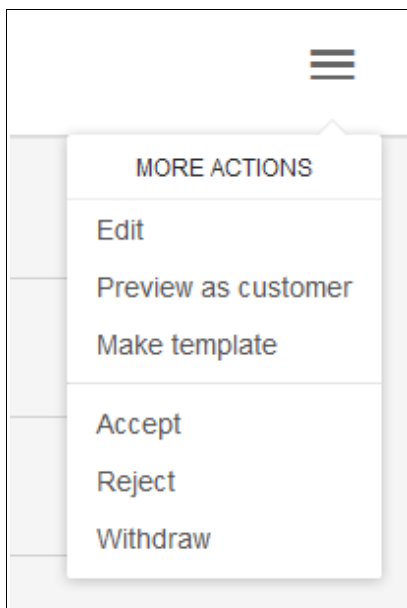 MORE ACTIONS
Edit
Preview as customer
Make template
Accept
Reject
Withdraw